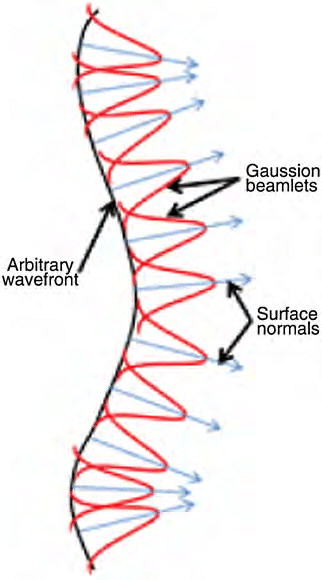 Gaussion
beamlets
Arbitrary
wavefront
Surface
normals